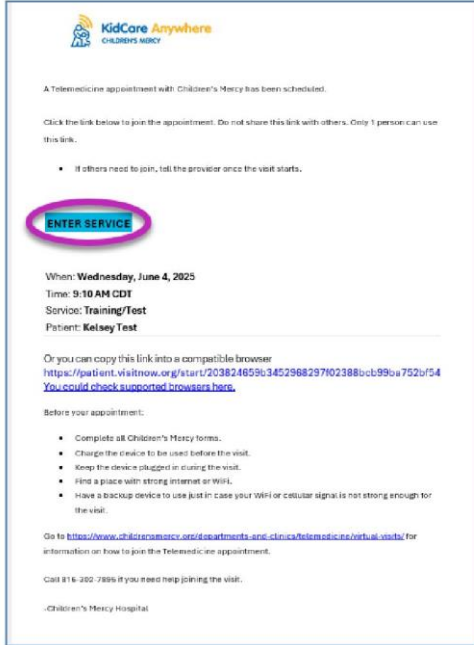 KidCare Anywhere
CHILDREN'S MERCY
A Telemedicine appointment with Children's Mercy has been scheduled.
Click the link below to join the appointment. Do not share this link with others. Only 1 person can use
this link.
• If others need to join, tell the provider once the visit starts.
ENTER SERVICE
When: Wednesday, June 4, 2025
Time: 9:10 AM CDT
Service: Training/Test
Patient: Kelsey Test
Or you can copy this link into a compatible browser
https://patient.visitnow.org/start/203824659b3452968297f02388bcb99ba752bf54
You could check supported browsers here.
Before your appointment:
• Complete all Children's Mercy forms.
• Charge the device to be used before the visit.
• Keep the device plugged in during the visit.
• Find a place with strong internet or WiFi.
• Have a backup device to use just in case your WiFi or cellular signal is not strong enough for
the visit.
Go to https://www.childrensmercy.org/departments-and-clinics/telemedicine/virtual-visits/ for
information on how to join the Telemedicine appointment.
Call 816-302-7886 if you need help joining the visit.
-Children's Mercy Hospital